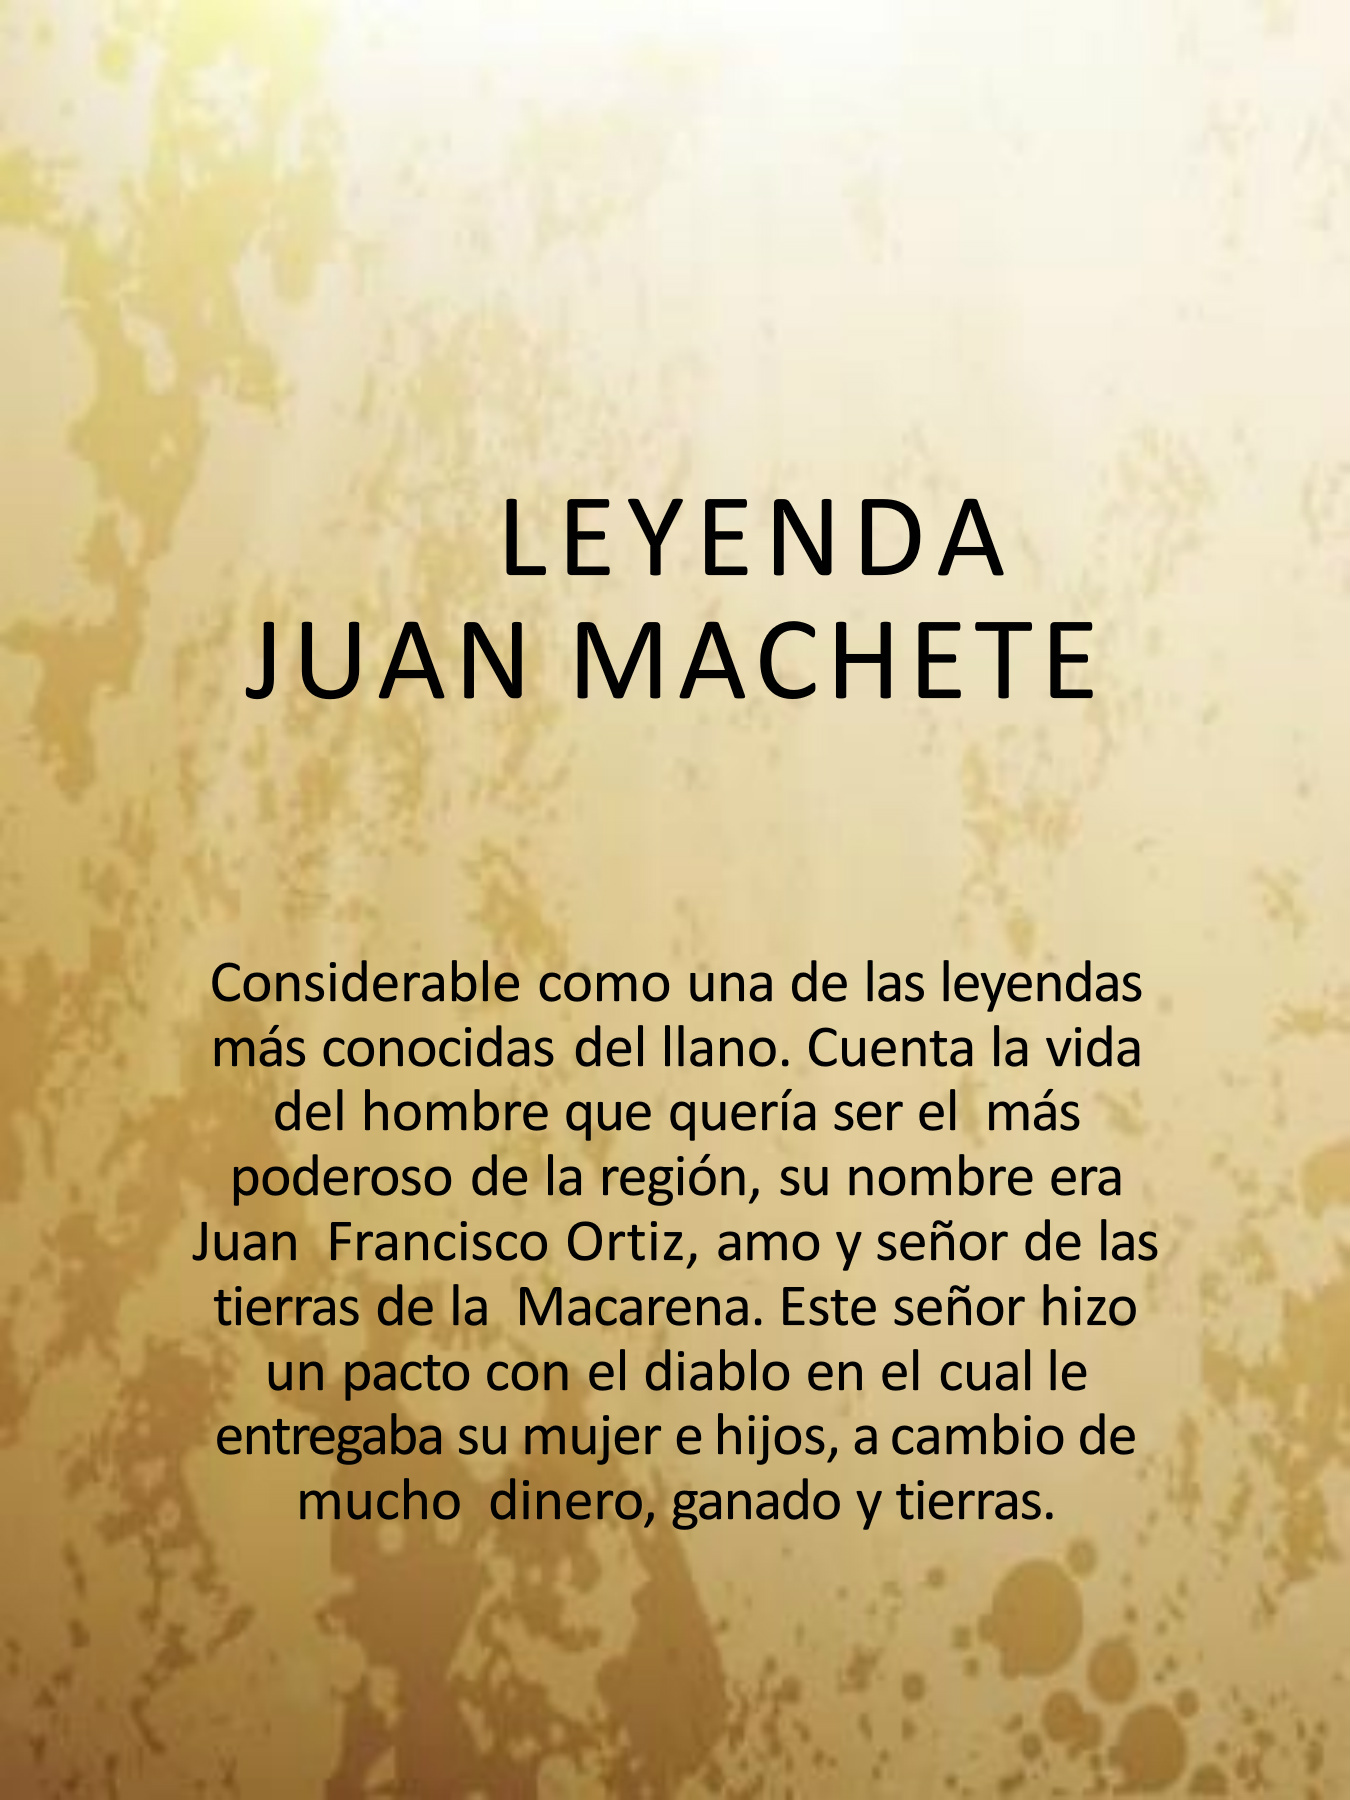 LEYENDA
JUAN MACHETE
Considerable como una de las leyendas
más conocidas del llano. Cuenta la vida
del hombre que quería ser el más
poderoso de la región, su nombre era
Juan Francisco Ortiz, amo y señor de las
tierras de la Macarena. Este señor hizo
un pacto con el diablo en el cual le
entregaba su mujer e hijos, a cambio de
mucho dinero, ganado y tierras.